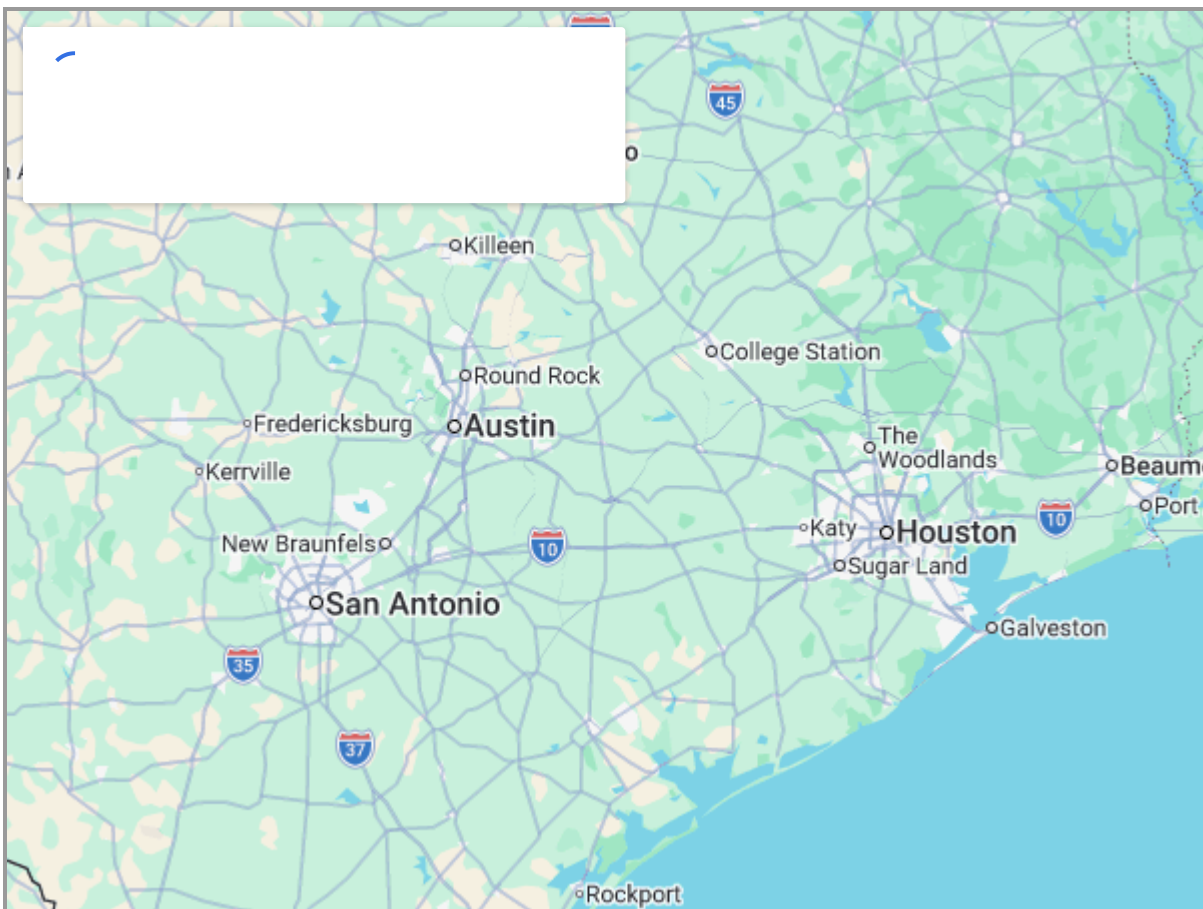 45
Killeen
College Station
Round Rock
Fredericksburg
Austin
The
Woodlands
Kerrville
Beaum
Port
10
Katy
Houston
New Braunfels
10
Sugar Land
San Antonio
Galveston
35
37
Rockport